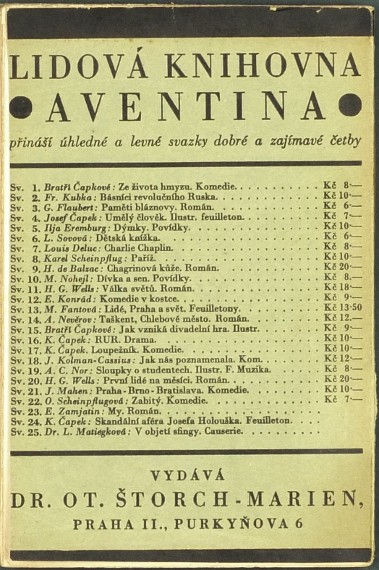 LIDOVÁ KNIHOVNA
● AVENTINA ●
přináší úhledné a levné svazky dobré a zajímavé četby
Sv. 1. Bratři Čapkové: Ze života hmyzu. Komedie. . . . . . . . . . Kč 8·—
Sv. 2. Fr. Kubka: Básníci revolučního Ruska. . . . . . . . . . Kč 10·—
Sv. 3. G. Flaubert: Paměti bláznovy. Román. . . . . . . . . . Kč 6·—
Sv. 4. Josef Čapek: Umělý člověk. Ilustr. feuilleton. . . . . . . . . . Kč 7·—
Sv. 5. Ilja Eremburg: Dýmky. Povídky. . . . . . . . . . Kč 10·—
Sv. 6. L. Sovová: Dětská knížka. . . . . . . . . . Kč 6·—
Sv. 7. Louis Deluc: Charlie Chaplin. . . . . . . . . . Kč 8·—
Sv. 8. Karel Scheinpflug: Paříž. . . . . . . . . . Kč 10·—
Sv. 9. H. de Balzac: Chagrinová kůže. Román. . . . . . . . . . Kč 20·—
Sv. 10. M. Nohejl: Dívka a sen. Povídky. . . . . . . . . . Kč 8·—
Sv. 11. H. G. Wells: Válka světů. Román. . . . . . . . . . Kč 18·—
Sv. 12. E. Konrád: Komedie v kostce. . . . . . . . . . Kč 9·—
Sv. 13. M. Fantová: Lidé, Praha a svět. Feuilletony. . . . . . . . . . Kč 13·50
Sv. 14. A. Nevěrov: Taškent, Chlebové město. Román. . . . . . . . . . Kč 12·—
Sv. 15. Bratři Čapkové: Jak vzniká divadelní hra. Ilustr. . . . . . . . . . Kč 9·—
Sv. 16. K. Čapek: RUR. Drama. . . . . . . . . . Kč 10·—
Sv. 17. K. Čapek: Loupežník. Komedie. . . . . . . . . . Kč 10·—
Sv. 18. J. Kolman-Cassius: Jak nás poznamenala. Kom. . . . . . . . . . Kč 12·—
Sv. 19. A. C. Nor: Sloupky o studentech. Ilustr. F. Muzika. . . . . . . . . . Kč 8·—
Sv. 20. H. G. Wells: První lidé na měsíci. Román. . . . . . . . . . Kč 20·—
Sv. 21. J. Mahen: Praha-Brno-Bratislava. Komedie. . . . . . . . . . Kč 10·—
Sv. 22. O. Scheinpflugová: Zabitý. Komedie. . . . . . . . . . Kč 7·—
Sv. 23. E. Zamjatin: My. Román. . . . . . . . . .
Sv. 24. K. Čapek: Skandální aféra Josefa Holouška. Feuilleton. . . .
Sv. 25. Dr. L. Matiegková: V objetí sfingy. Causerie. . . . . . . . . .
VYDÁVÁ
DR. OT. ŠTORCH-MARIEN,
PRAHA II., PURKYŇOVA 6